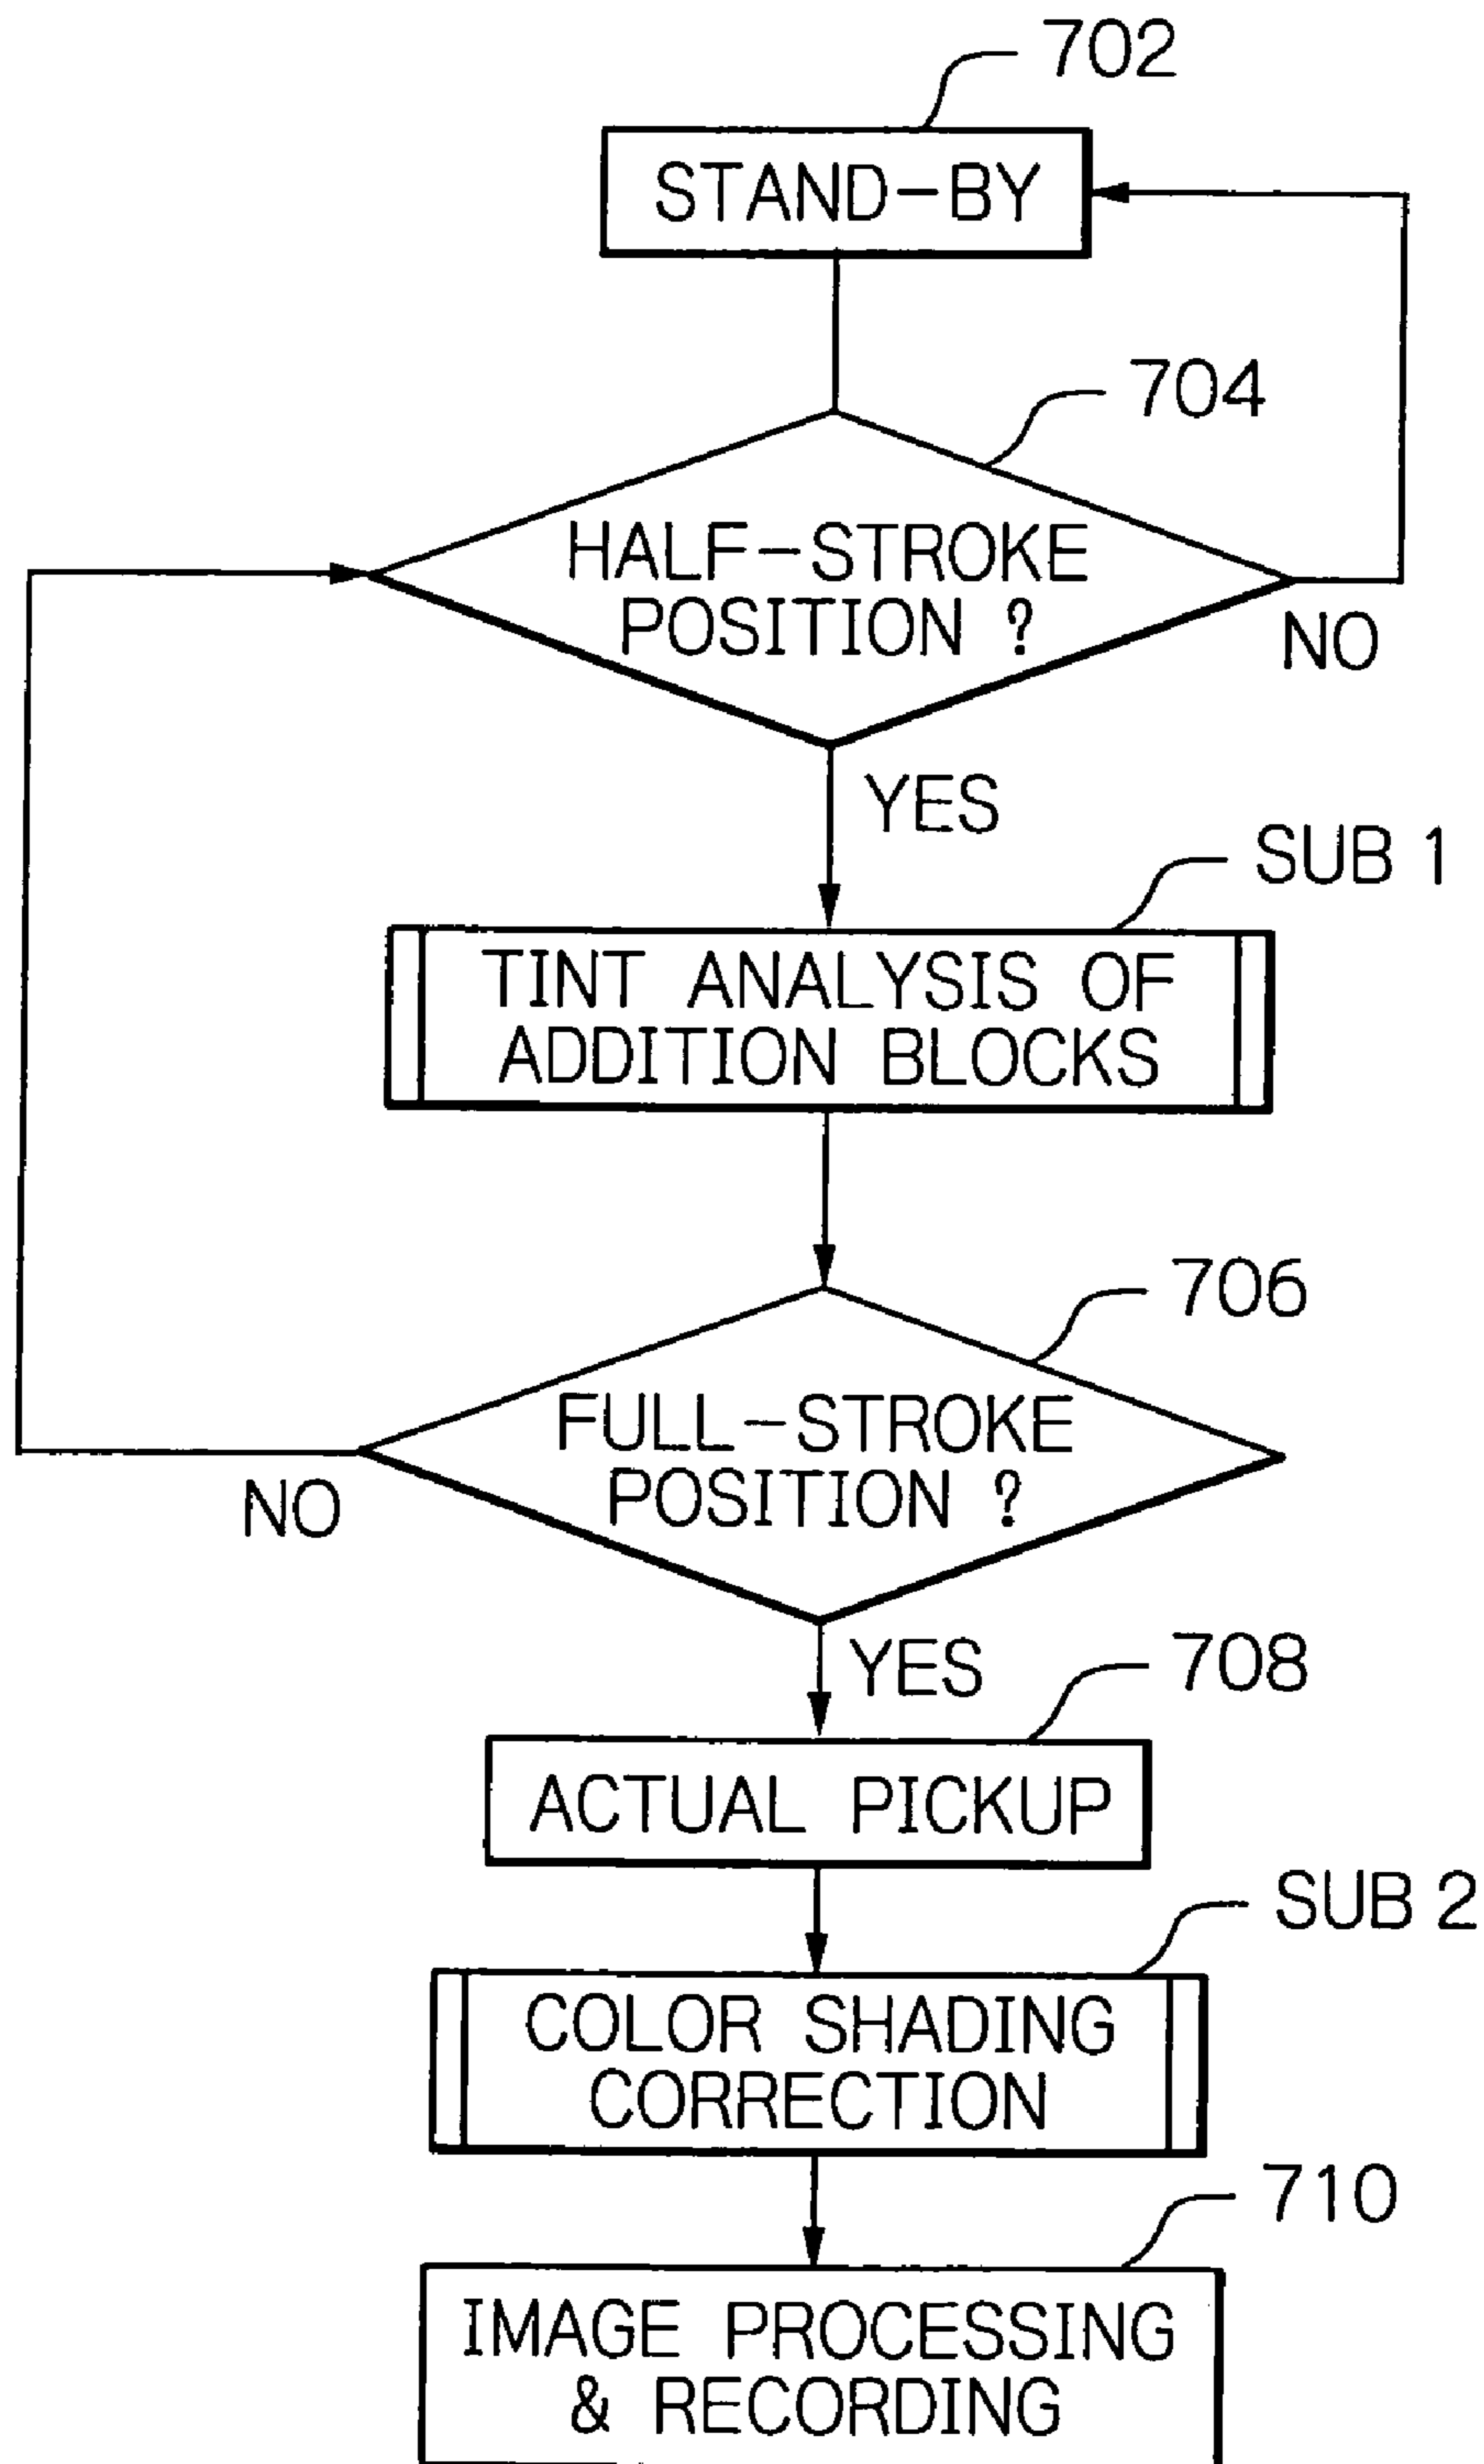 702
STAND-BY
704
HALF-STROKE
POSITION ?
NO
YES
SUB 1
TINT ANALYSIS OF
ADDITION BLOCKS
706
FULL-STROKE
POSITION ?
NO
YES
708
ACTUAL PICKUP
SUB 2
COLOR SHADING
CORRECTION
710
IMAGE PROCESSING
& RECORDING